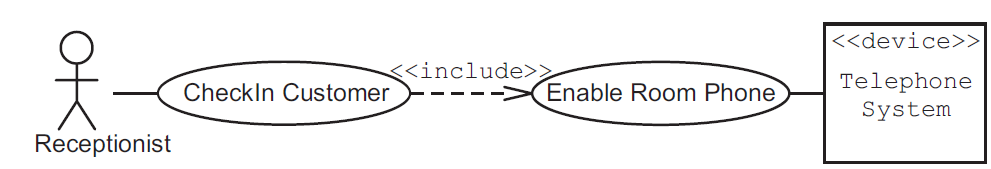 <<device>>
<<include>>
CheckIn Customer
Enable Room Phone
Telephone
System
Receptionist